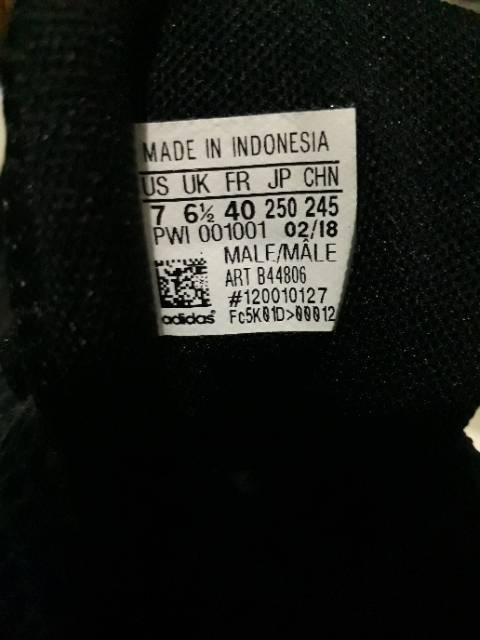 MADE IN INDONESIA
US UK FR JP CHN
7 6½ 40 250 245
PWI 001001 02/18
MALE/MÂLE
ART B44806
#120010127
adidas Fc5K01D>00012